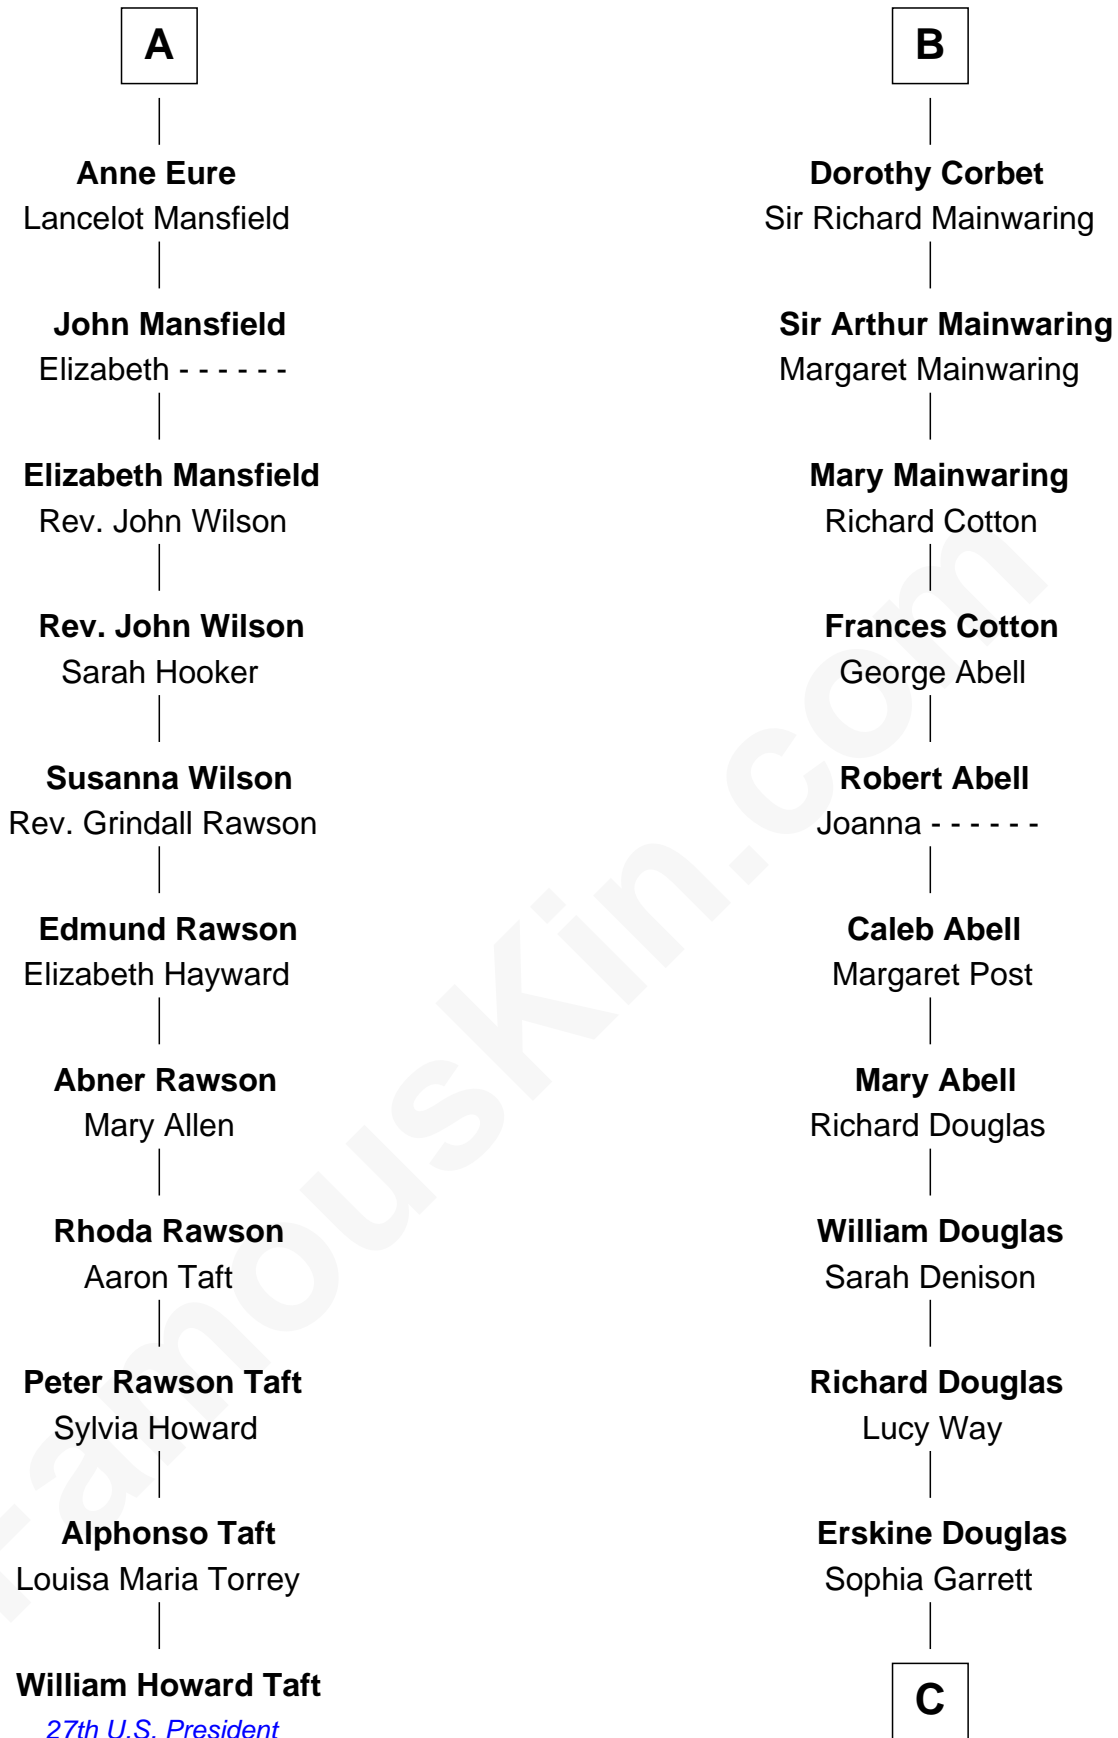 A
Anne Eure
Lancelot Mansfield
John Mansfield
Elizabeth - - - - - -
Elizabeth Mansfield
Rev. John Wilson
Rev. John Wilson
Sarah Hooker
Susanna Wilson
Rev. Grindall Rawson
Edmund Rawson
Elizabeth Hayward
Abner Rawson
Mary Allen
Rhoda Rawson
Aaron Taft
Peter Rawson Taft
Sylvia Howard
Alphonso Taft
Louisa Maria Torrey
William Howard Taft
27th U.S. President
B
Dorothy Corbet
Sir Richard Mainwaring
Sir Arthur Mainwaring
Margaret Mainwaring
Mary Mainwaring
Richard Cotton
Frances Cotton
George Abell
Robert Abell
Joanna - - - - - -
Caleb Abell
Margaret Post
Mary Abell
Richard Douglas
William Douglas
Sarah Denison
Richard Douglas
Lucy Way
Erskine Douglas
Sophia Garrett
C
FamousKin.com